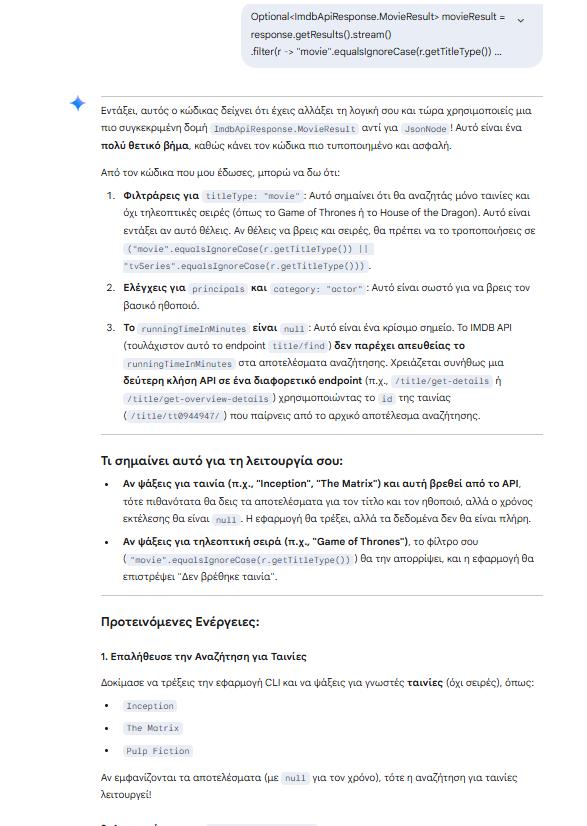 Optional<ImdbApiResponse.MovieResult> movieResult =
response.getResults().stream()
.filter(r -> "movie".equalsIgnoreCase(r.getTitleType()) ...
Εντάξει, αυτός ο κώδικας δείχνει ότι έχεις αλλάξει τη λογική σου και τώρα χρησιμοποιείς μια
πιο συγκεκριμένη δομή ImdbApiResponse.MovieResult αντί για JsonNode ! Αυτό είναι ένα
πολύ θετικό βήμα, καθώς κάνει τον κώδικα πιο τυποποιημένο και ασφαλή.
Από τον κώδικα που μου έδωσες, μπορώ να δω ότι:
1. Φιλτράρεις για titleType: "movie" : Αυτό σημαίνει ότι θα αναζητάς μόνο ταινίες και
όχι τηλεοπτικές σειρές (όπως το Game of Thrones ή το House of the Dragon). Αυτό είναι
εντάξει αν αυτό θέλεις. Αν θέλεις να βρεις και σειρές, θα πρέπει να το τροποποιήσεις σε
("movie".equalsIgnoreCase(r.getTitleType()) ||
"tvSeries".equalsIgnoreCase(r.getTitleType())) .
2. Ελέγχεις για principals και category: "actor" : Αυτό είναι σωστό για να βρεις τον
βασικό ηθοποιό.
3. Το runningTimeInMinutes είναι null : Αυτό είναι ένα κρίσιμο σημείο. Το IMDB API
(τουλάχιστον αυτό το endpoint title/find ) δεν παρέχει απευθείας το
runningTimeInMinutes στα αποτελέσματα αναζήτησης. Χρειάζεται συνήθως μια
δεύτερη κλήση API σε ένα διαφορετικό endpoint (π.χ., /title/get-details ή
/title/get-overview-details ) χρησιμοποιώντας το id της ταινίας
( /title/tt0944947/ ) που παίρνεις από το αρχικό αποτέλεσμα αναζήτησης.
Τι σημαίνει αυτό για τη λειτουργία σου:
• Αν ψάξεις για ταινία (π.χ., "Inception", "The Matrix") και αυτή βρεθεί από το API,
τότε πιθανότατα θα δεις τα αποτελέσματα για τον τίτλο και τον ηθοποιό, αλλά ο χρόνος
εκτέλεσης θα είναι null . Η εφαρμογή θα τρέξει, αλλά τα δεδομένα δεν θα είναι πλήρη.
• Αν ψάξεις για τηλεοπτική σειρά (π.χ., "Game of Thrones"), το φίλτρο σου
( "movie".equalsIgnoreCase(r.getTitleType()) ) θα την απορρίψει, και η εφαρμογή θα
επιστρέψει "Δεν βρέθηκε ταινία".
Προτεινόμενες Ενέργειες:
1. Επαλήθευσε την Αναζήτηση για Ταινίες
Δοκίμασε να τρέξεις την εφαρμογή CLI και να ψάξεις για γνωστές ταινίες (όχι σειρές), όπως:
• Inception
• The Matrix
• Pulp Fiction
Αν εμφανίζονται τα αποτελέσματα (με null για τον χρόνο), τότε η αναζήτηση για ταινίες
λειτουργεί!